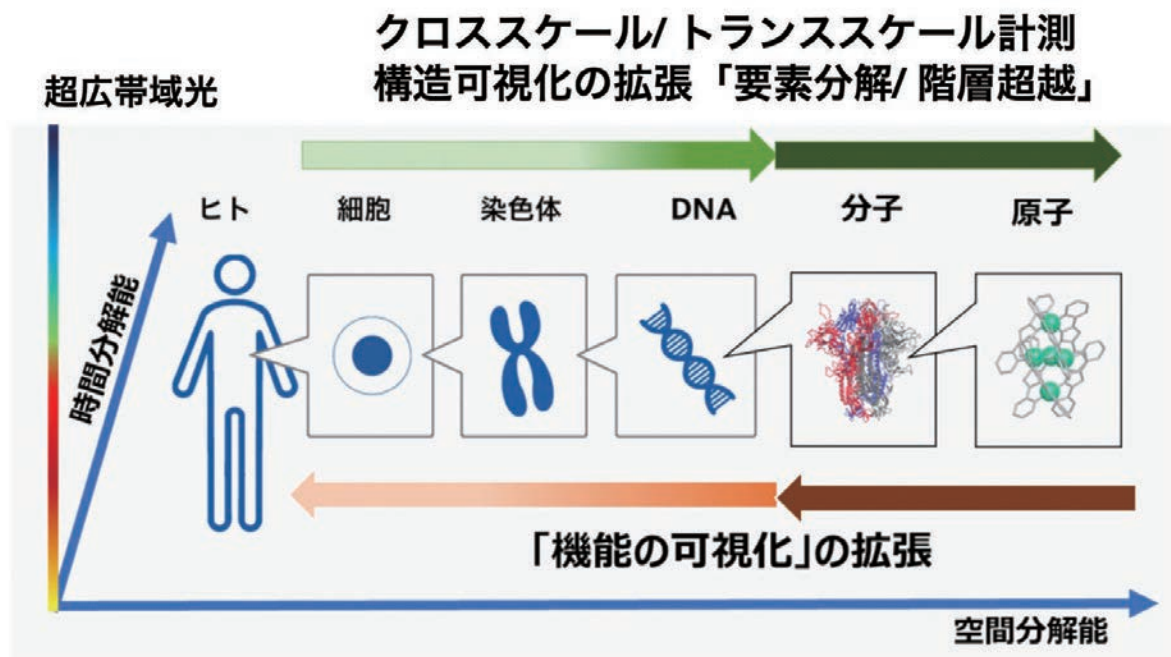 クロススケール/ トランススケール計測
構造可視化の拡張「要素分解/ 階層超越」
超広帯域光
ヒト
細胞
染色体
DNA
分子
原子
時間分解能
「機能の可視化」の拡張
空間分解能